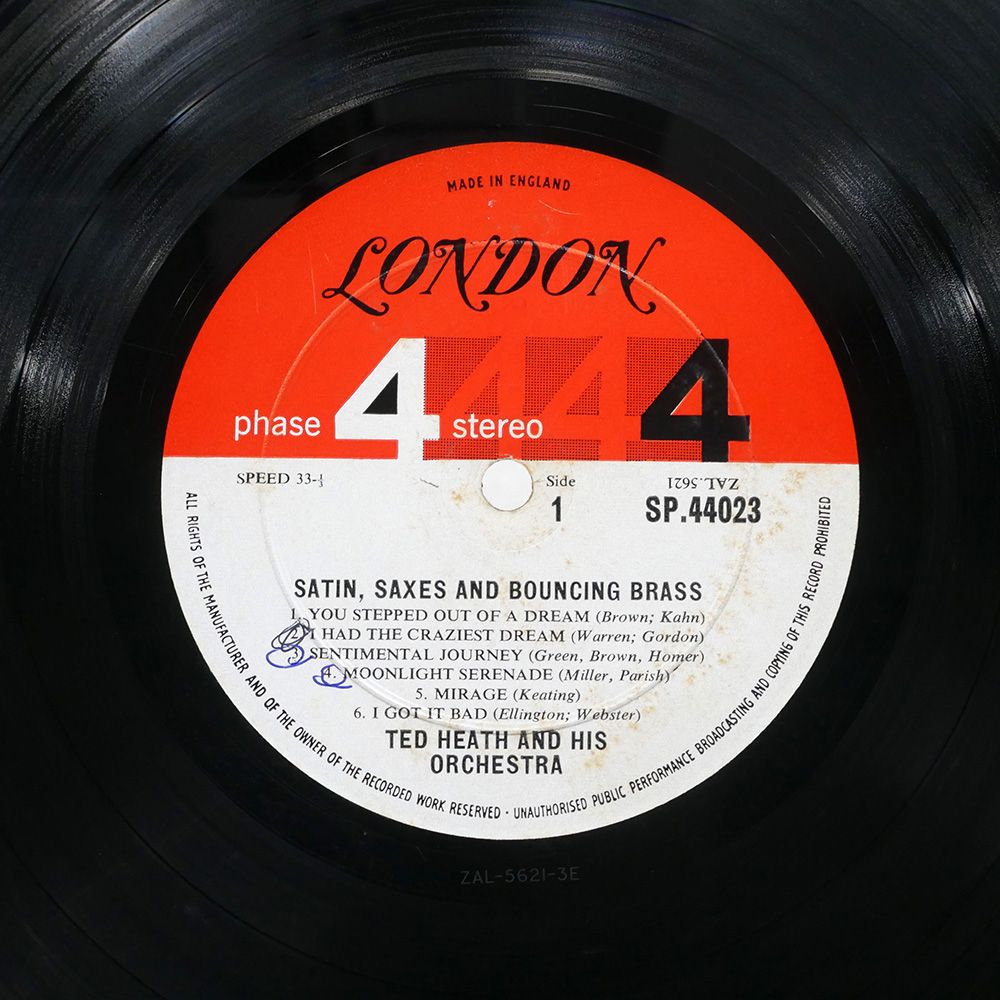 MADE IN ENGLAND
LONDON
phase 4 stereo 4 4 4
SPEED 33-⅓
Side
1
ZAL.5621
SP.44023
SATIN, SAXES AND BOUNCING BRASS
1. YOU STEPPED OUT OF A DREAM (Brown; Kahn)
2. I HAD THE CRAZIEST DREAM (Warren; Gordon)
3. SENTIMENTAL JOURNEY (Green, Brown, Homer)
4. MOONLIGHT SERENADE (Miller, Parish)
5. MIRAGE (Keating)
6. I GOT IT BAD (Ellington; Webster)
TED HEATH AND HIS
ORCHESTRA
ALL RIGHTS OF THE MANUFACTURER AND OF THE OWNER OF THE RECORDED WORK RESERVED · UNAUTHORISED PUBLIC PERFORMANCE BROADCASTING AND COPYING OF THIS RECORD PROHIBITED
ZAL-5621-3E